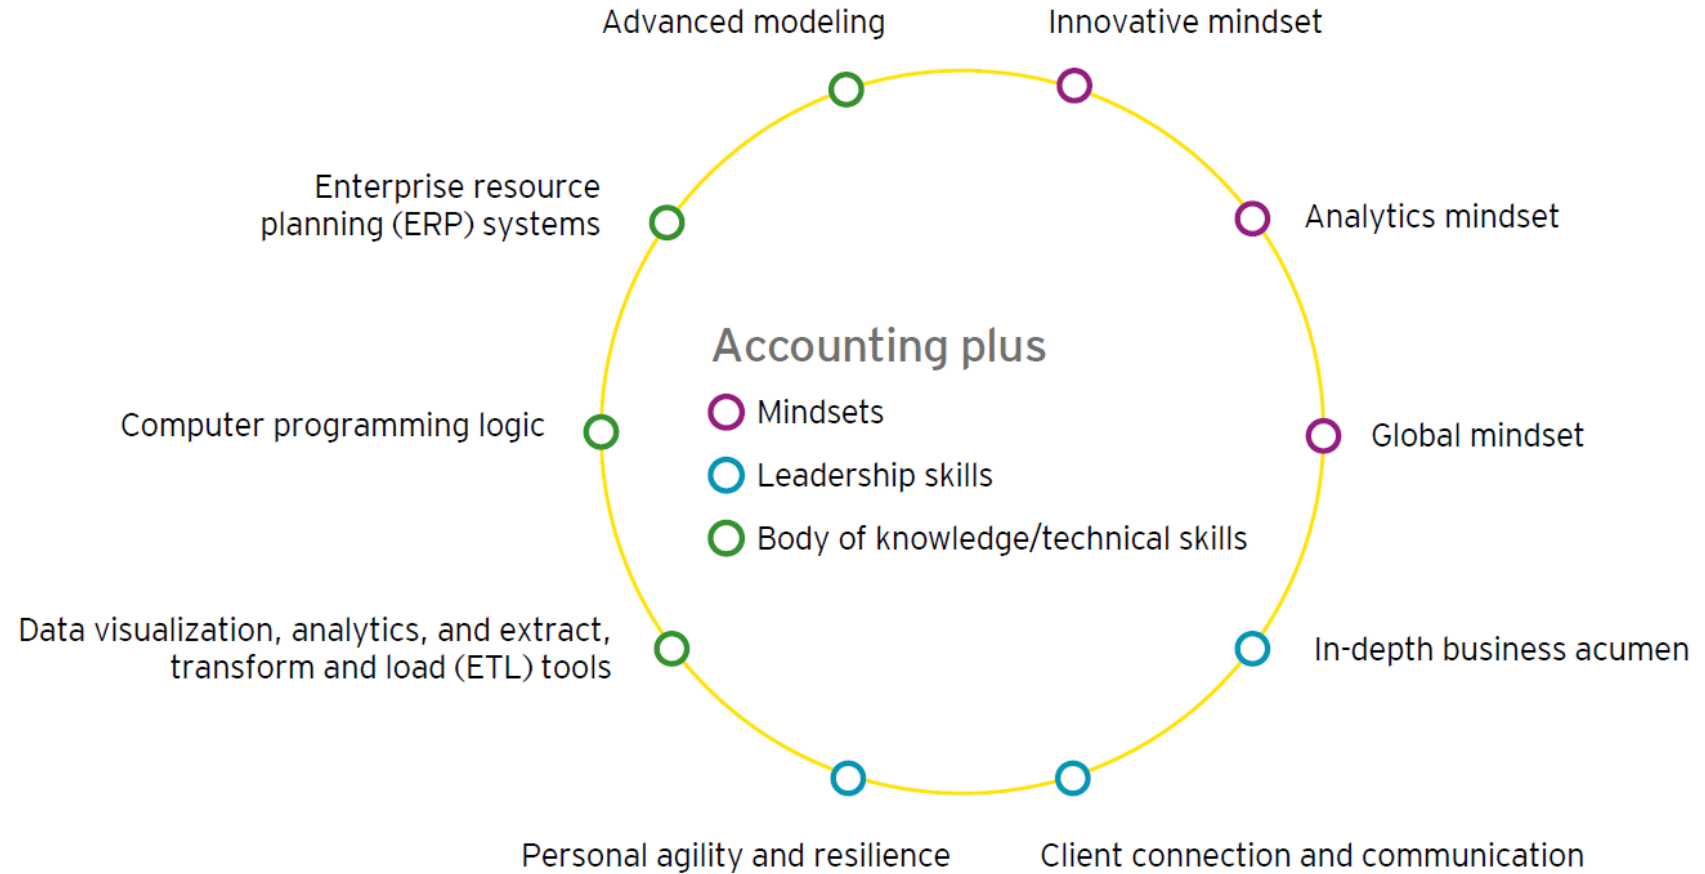 Advanced modeling
Innovative mindset
Enterprise resource
planning (ERP) systems
Analytics mindset
Accounting plus
Mindsets
Leadership skills
Body of knowledge/technical skills
Computer programming logic
Global mindset
Data visualization, analytics, and extract,
transform and load (ETL) tools
In-depth business acumen
Personal agility and resilience
Client connection and communication